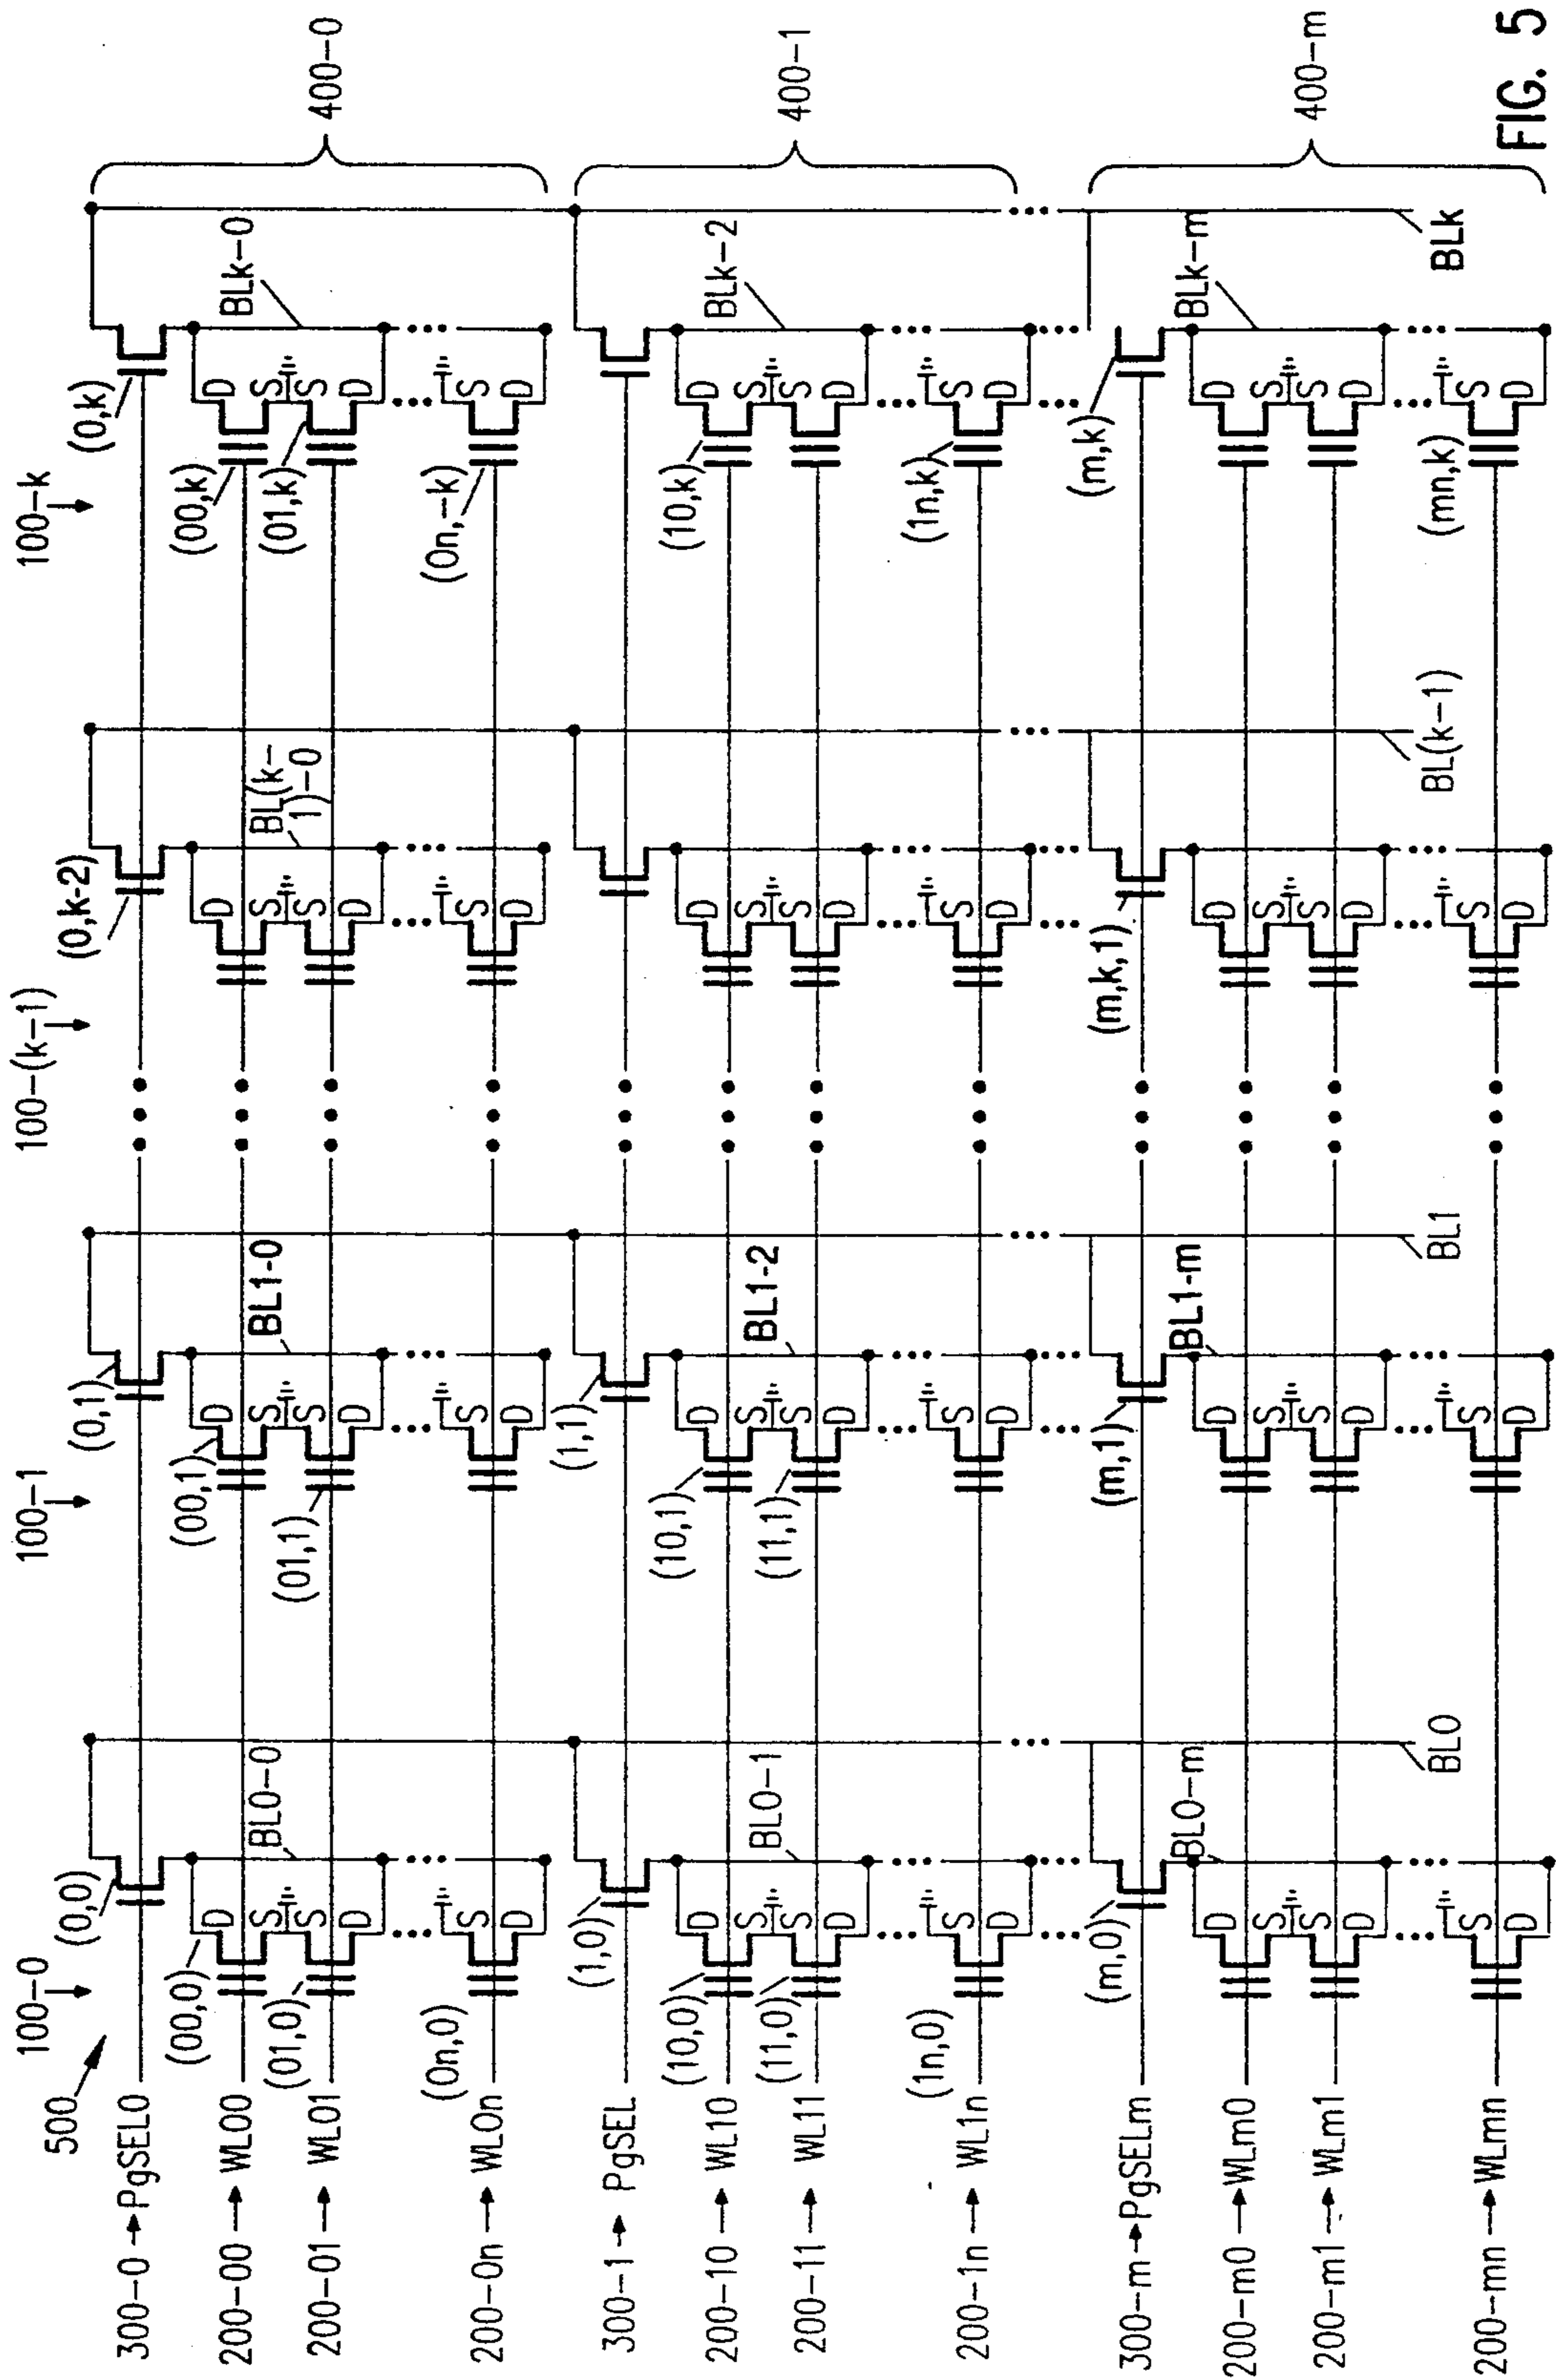 500
100-0
100-1
100-(k-1)
100-k
300-0 → PgSEL0
(0,0)
(0,1)
(0,k-2)
(0,k)
200-00 → WL00
(00,0)
D
S
BL0-0
(00,1)
D
S
BL1-0
D
S
BL(k-
1)-0
(00,k)
D
S
BLk-0
200-01 → WL01
(01,0)
S
D
(01,1)
S
D
S
D
(01,k)
S
D
400-0
200-0n → WL0n
(0n,0)
S
D
S
D
S
D
(0n,-k)
S
D
300-1 → PgSEL
(1,0)
(1,1)
200-10 → WL10
(10,0)
D
S
BL0-1
(10,1)
D
S
BL1-2
D
S
(10,k)
D
S
BLk-2
200-11 → WL11
(11,0)
S
D
(11,1)
S
D
S
D
S
D
400-1
200-1n → WL1n
(1n,0)
S
D
S
D
S
D
(1n,k)
S
D
300-m → PgSELm
(m,0)
(m,1)
(m,k,1)
(m,k)
200-m0 → WLm0
D
S
BL0-m
D
S
BL1-m
D
S
D
S
BLk-m
200-m1 → WLm1
S
D
S
D
S
D
S
D
400-m
BL0
BL1
BL(k-1)
BLk
200-mn → WLmn
S
D
S
D
S
D
(mn,k)
S
D
FIG. 5